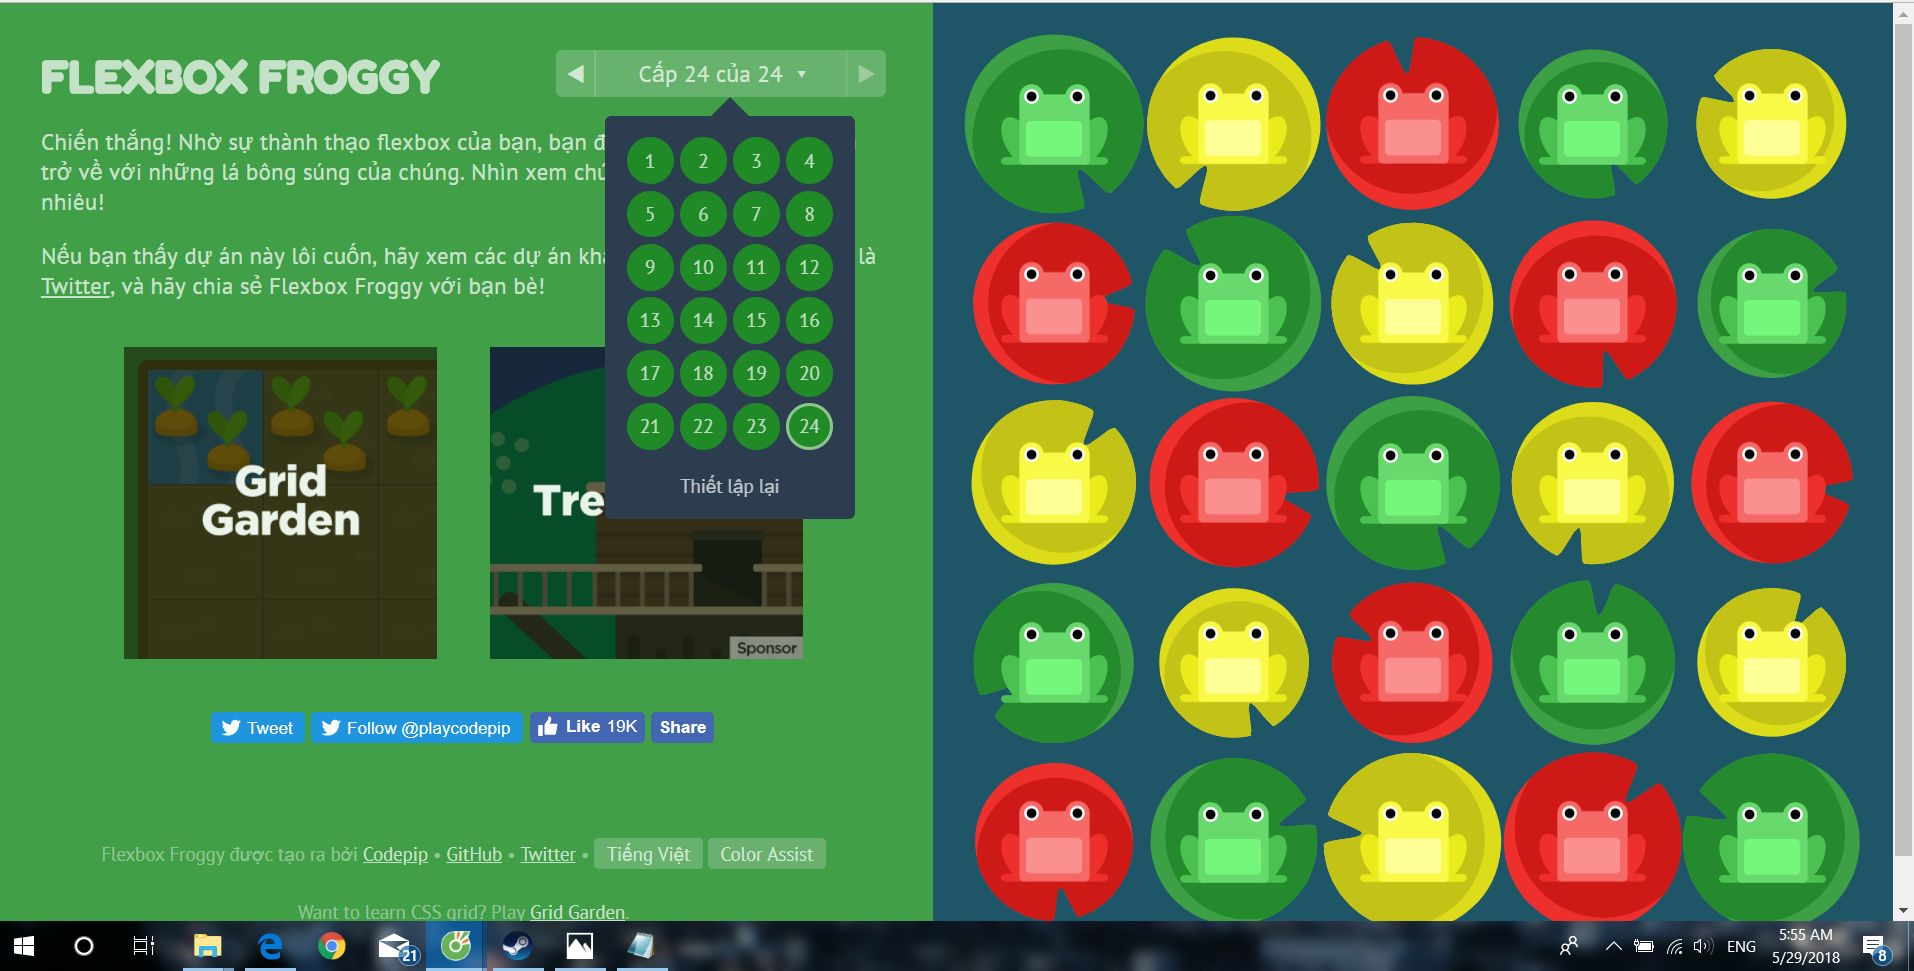 FLEXBOX FROGGY
Cấp 24 của 24
Chiến thắng! Nhờ sự thành thạo flexbox của bạn, bạn đ
trở về với những lá bông súng của chúng. Nhìn xem chú
nhiêu!
Nếu bạn thấy dự án này lôi cuốn, hãy xem các dự án kh
là
Twitter, và hãy chia sẻ Flexbox Froggy với bạn bè!
1 2 3 4
5 6 7 8
9 10 11 12
13 14 15 16
17 18 19 20
21 22 23 24
Thiết lập lại
Grid
Garden
Tre
Sponsor
Tweet
Follow @playcodepip
Like 19K
Share
Flexbox Froggy được tạo ra bởi Codepip • GitHub • Twitter • Tiếng Việt Color Assist
Want to learn CSS grid? Play Grid Garden.
21
ENG
5:55 AM
5/29/2018
8